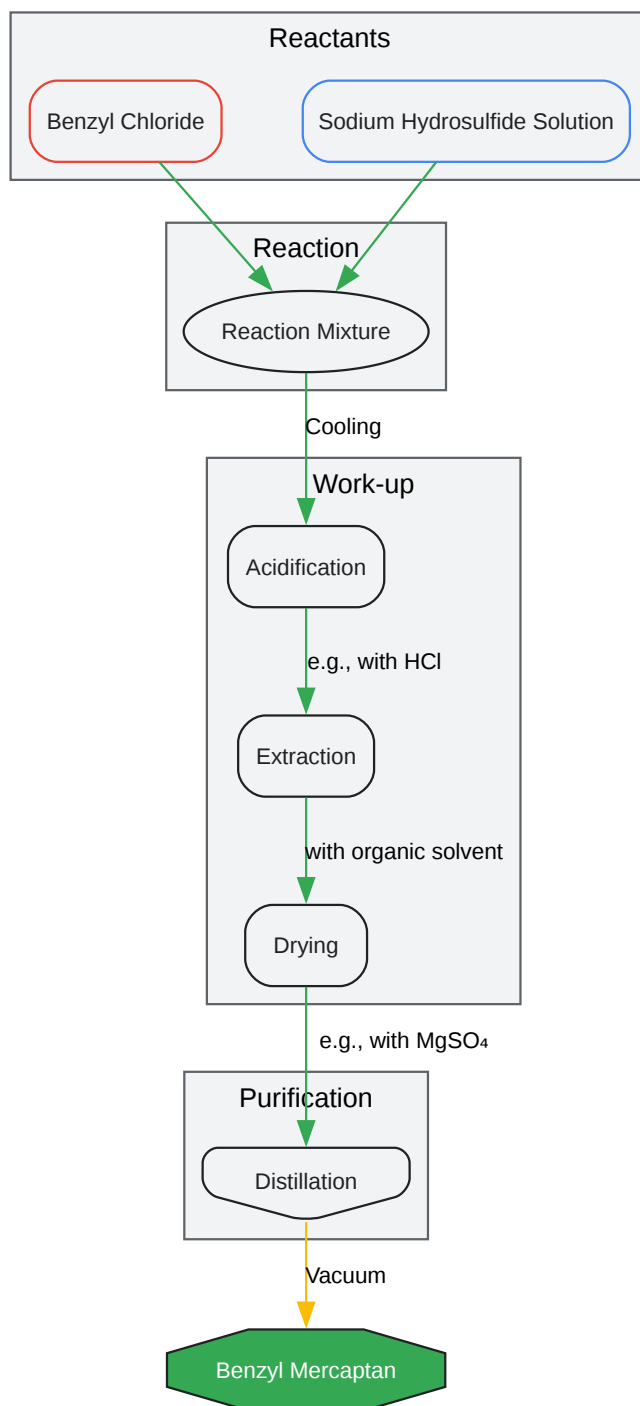 Reactants
Benzyl Chloride
Sodium Hydrosulfide Solution
Reaction
Reaction Mixture
Cooling
Work-up
Acidification
e.g., with HCl
Extraction
with organic solvent
Drying
e.g., with MgSO₄
Purification
Distillation
Vacuum
Benzyl Mercaptan